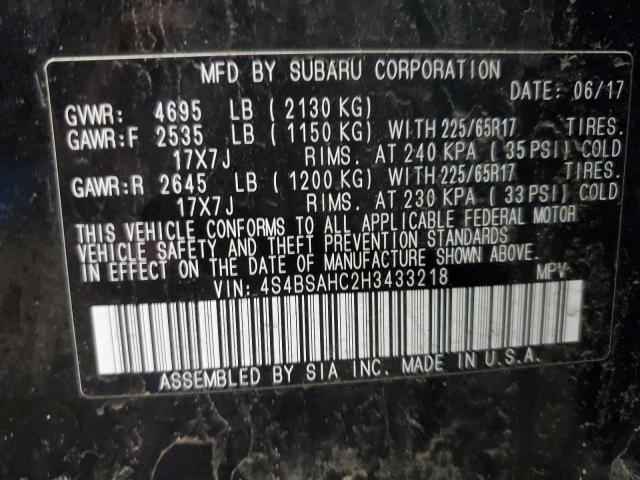 MFD BY SUBARU CORPORATION
DATE: 06/17
GVWR: 4695 LB ( 2130 KG)
GAWR:F 2535 LB ( 1150 KG) WITH 225/65R17 TIRES.
17X7J RIMS. AT 240 KPA ( 35 PSI) COLD
GAWR:R 2645 LB ( 1200 KG) WITH 225/65R17 TIRES.
17X7J RIMS. AT 230 KPA ( 33 PSI) COLD
THIS VEHICLE CONFORMS TO ALL APPLICABLE FEDERAL MOTOR
VEHICLE SAFETY AND THEFT PREVENTION STANDARDS
IN EFFECT ON THE DATE OF MANUFACTURE SHOWN ABOVE.
VIN: 4S4BSAHC2H3433218 MPV
ASSEMBLED BY SIA INC. MADE IN U.S.A.